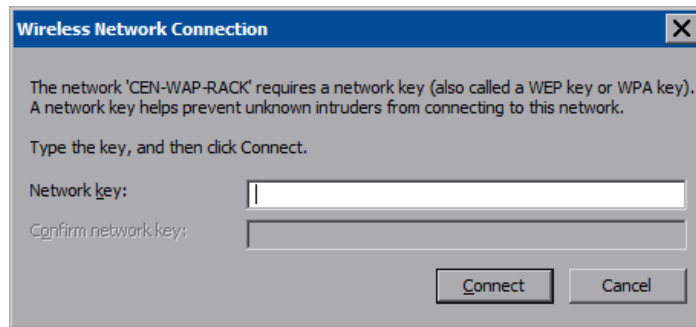 Wireless Network Connection
The network 'CEN-WAP-RACK' requires a network key (also called a WEP key or WPA key).
A network key helps prevent unknown intruders from connecting to this network.
Type the key, and then click Connect.
Network key:
Confirm network key:
Connect Cancel